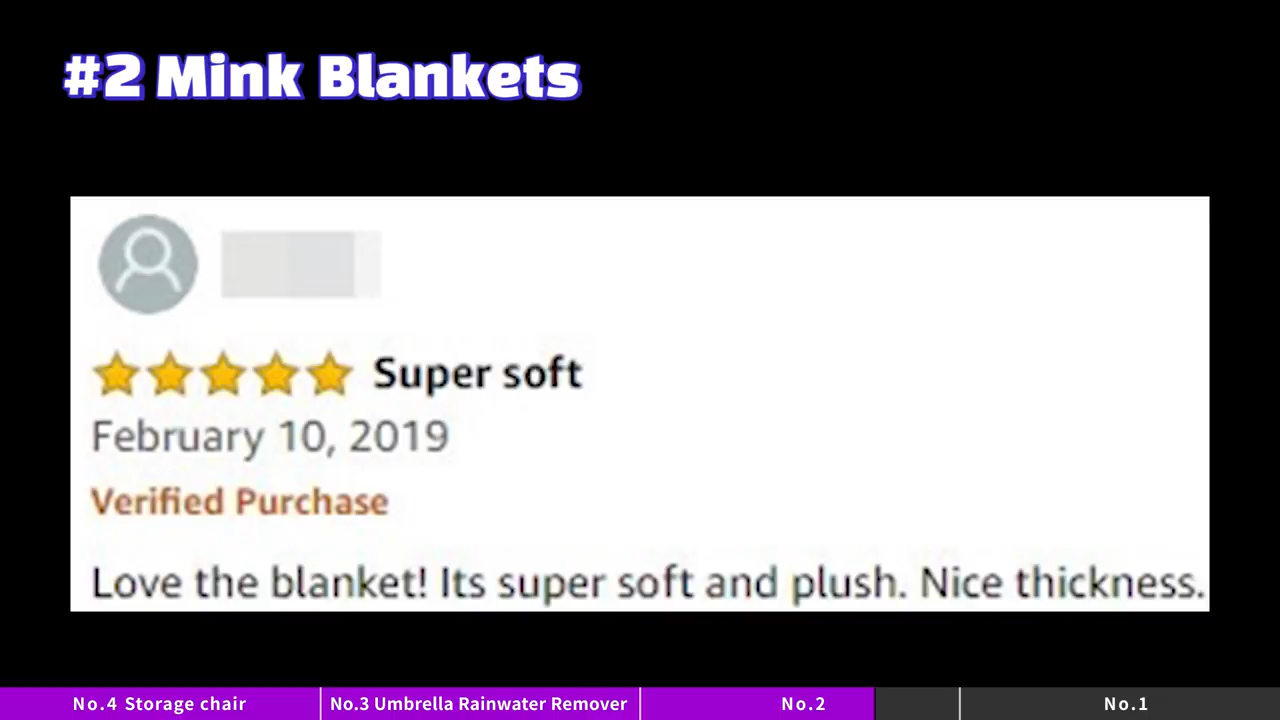 #2 Mink Blankets
Super soft
February 10, 2019
Verified Purchase
Love the blanket! Its super soft and plush. Nice thickness.
No.4 Storage chair
No.3 Umbrella Rainwater Remover
No.2
No.1